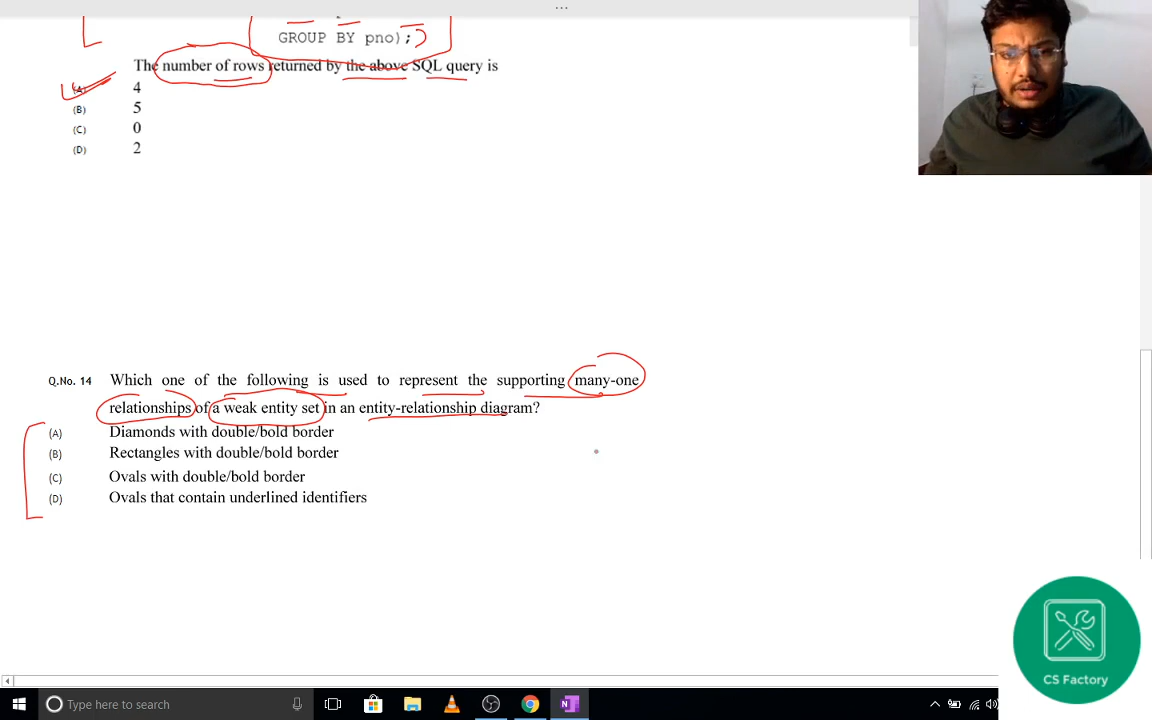 GROUP BY pno);
The number of rows returned by the above SQL query is
(A) 4
(B) 5
(C) 0
(D) 2
Q.No. 14 Which one of the following is used to represent the supporting many-one
relationships of a weak entity set in an entity-relationship diagram?
(A) Diamonds with double/bold border
(B) Rectangles with double/bold border
(C) Ovals with double/bold border
(D) Ovals that contain underlined identifiers
CS Factory
Type here to search